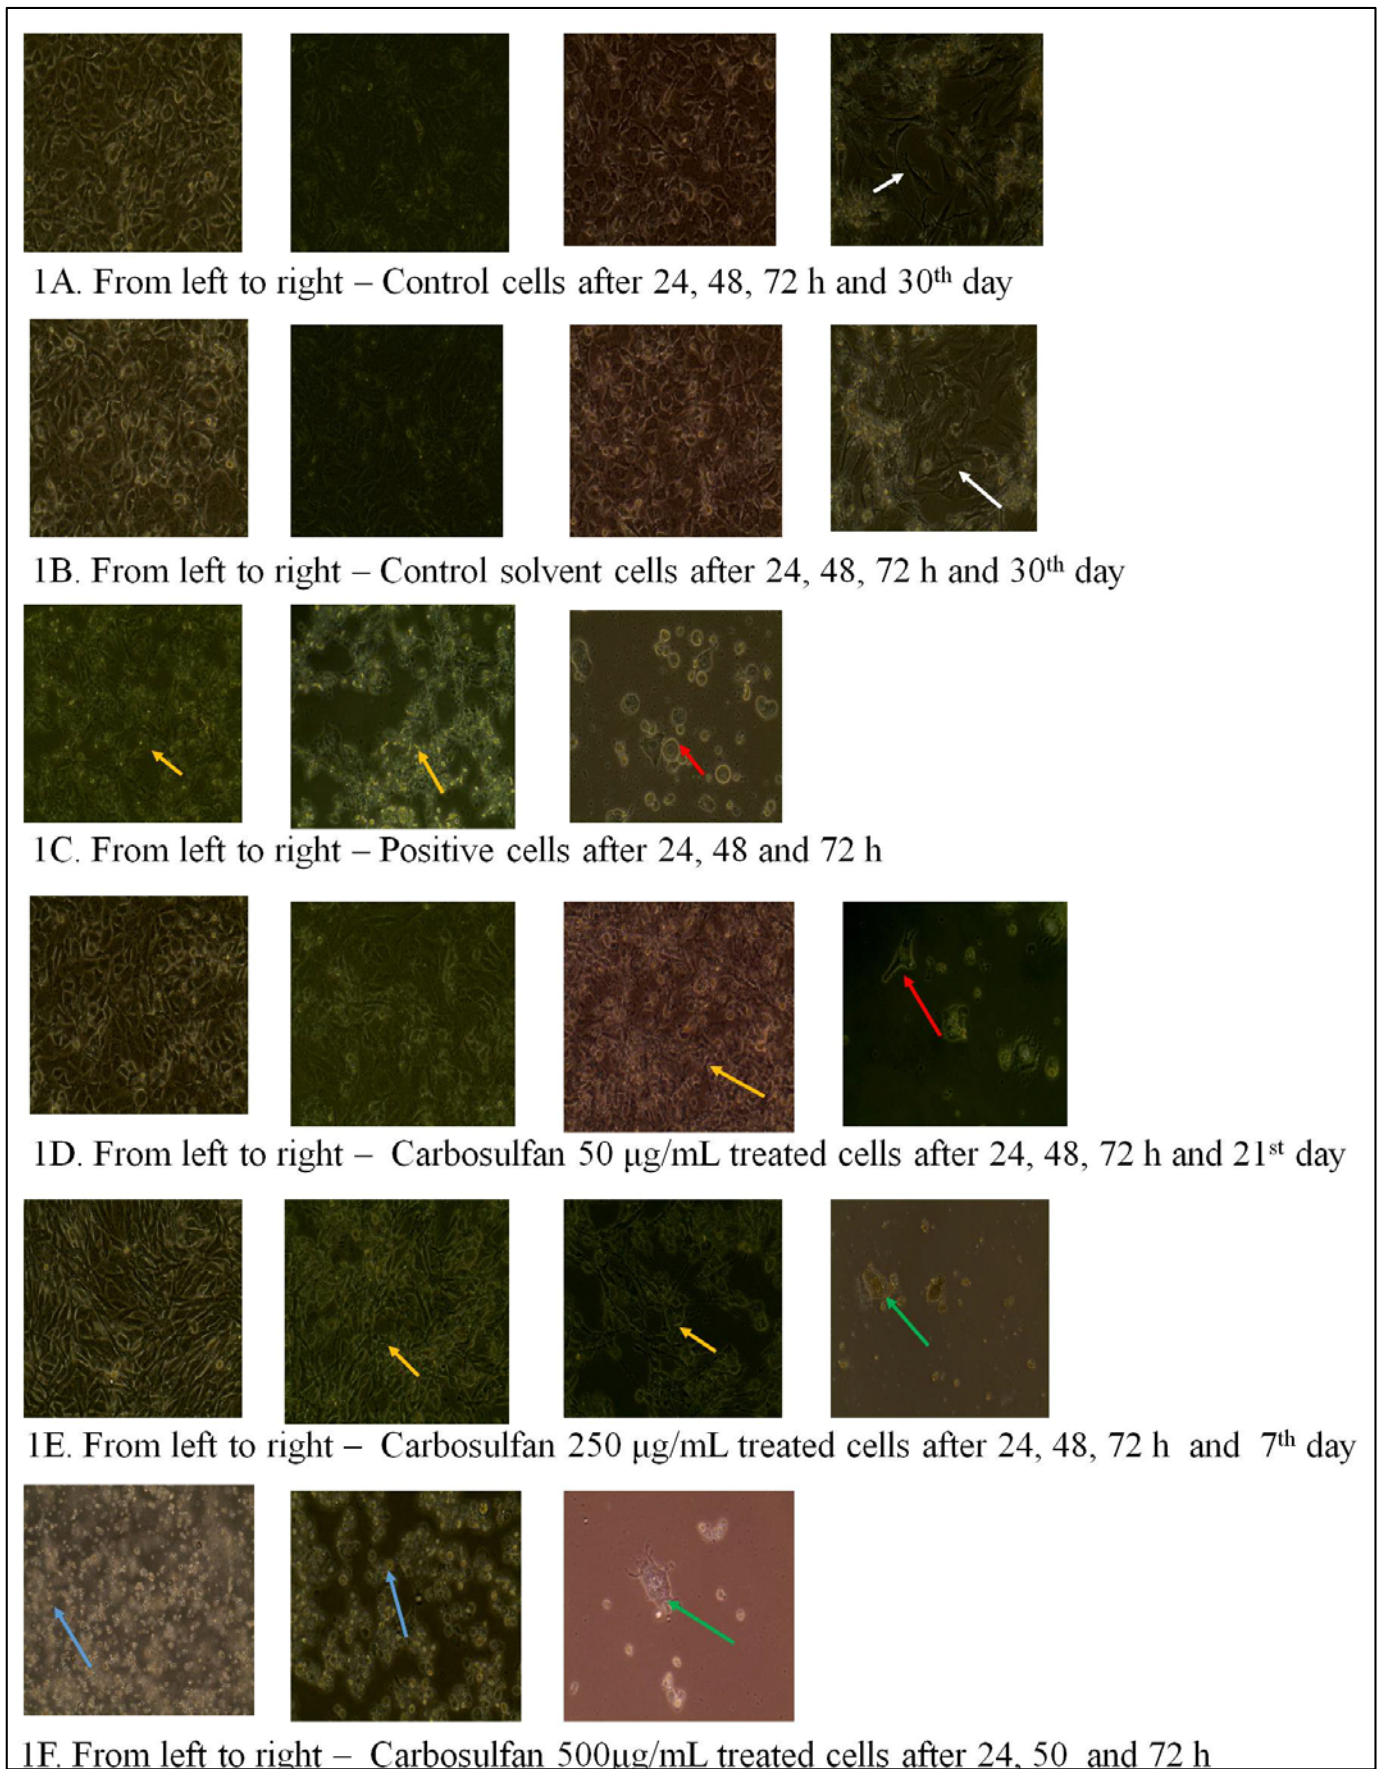 1A. From left to right – Control cells after 24, 48, 72 h and 30th day
1B. From left to right – Control solvent cells after 24, 48, 72 h and 30th day
1C. From left to right – Positive cells after 24, 48 and 72 h
1D. From left to right – Carbosulfan 50 μg/mL treated cells after 24, 48, 72 h and 21st day
1E. From left to right – Carbosulfan 250 μg/mL treated cells after 24, 48, 72 h and 7th day
1F. From left to right – Carbosulfan 500μg/mL treated cells after 24, 50 and 72 h